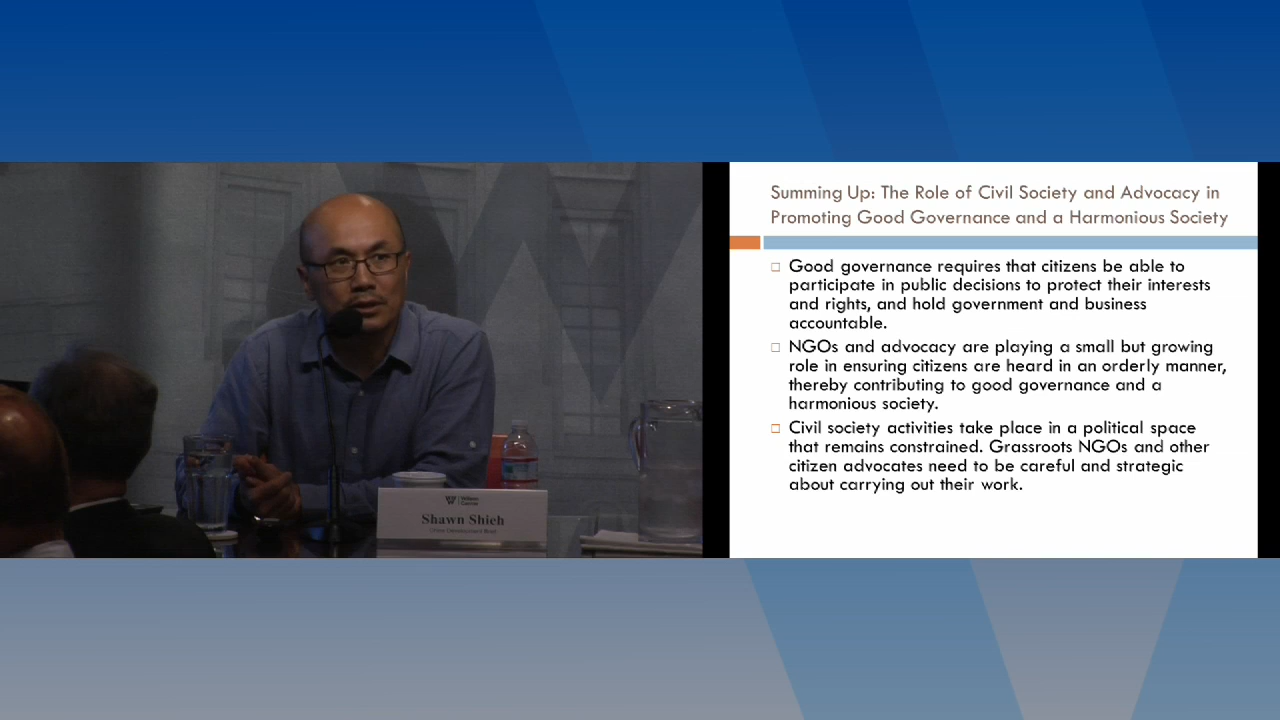 Summing Up: The Role of Civil Society and Advocacy in
Promoting Good Governance and a Harmonious Society
□ Good governance requires that citizens be able to
participate in public decisions to protect their interests
and rights, and hold government and business
accountable.
□ NGOs and advocacy are playing a small but growing
role in ensuring citizens are heard in an orderly manner,
thereby contributing to good governance and a
harmonious society.
□ Civil society activities take place in a political space
that remains constrained. Grassroots NGOs and other
citizen advocates need to be careful and strategic
about carrying out their work.
Wilson
Center
Shawn Shieh
China Development Brief